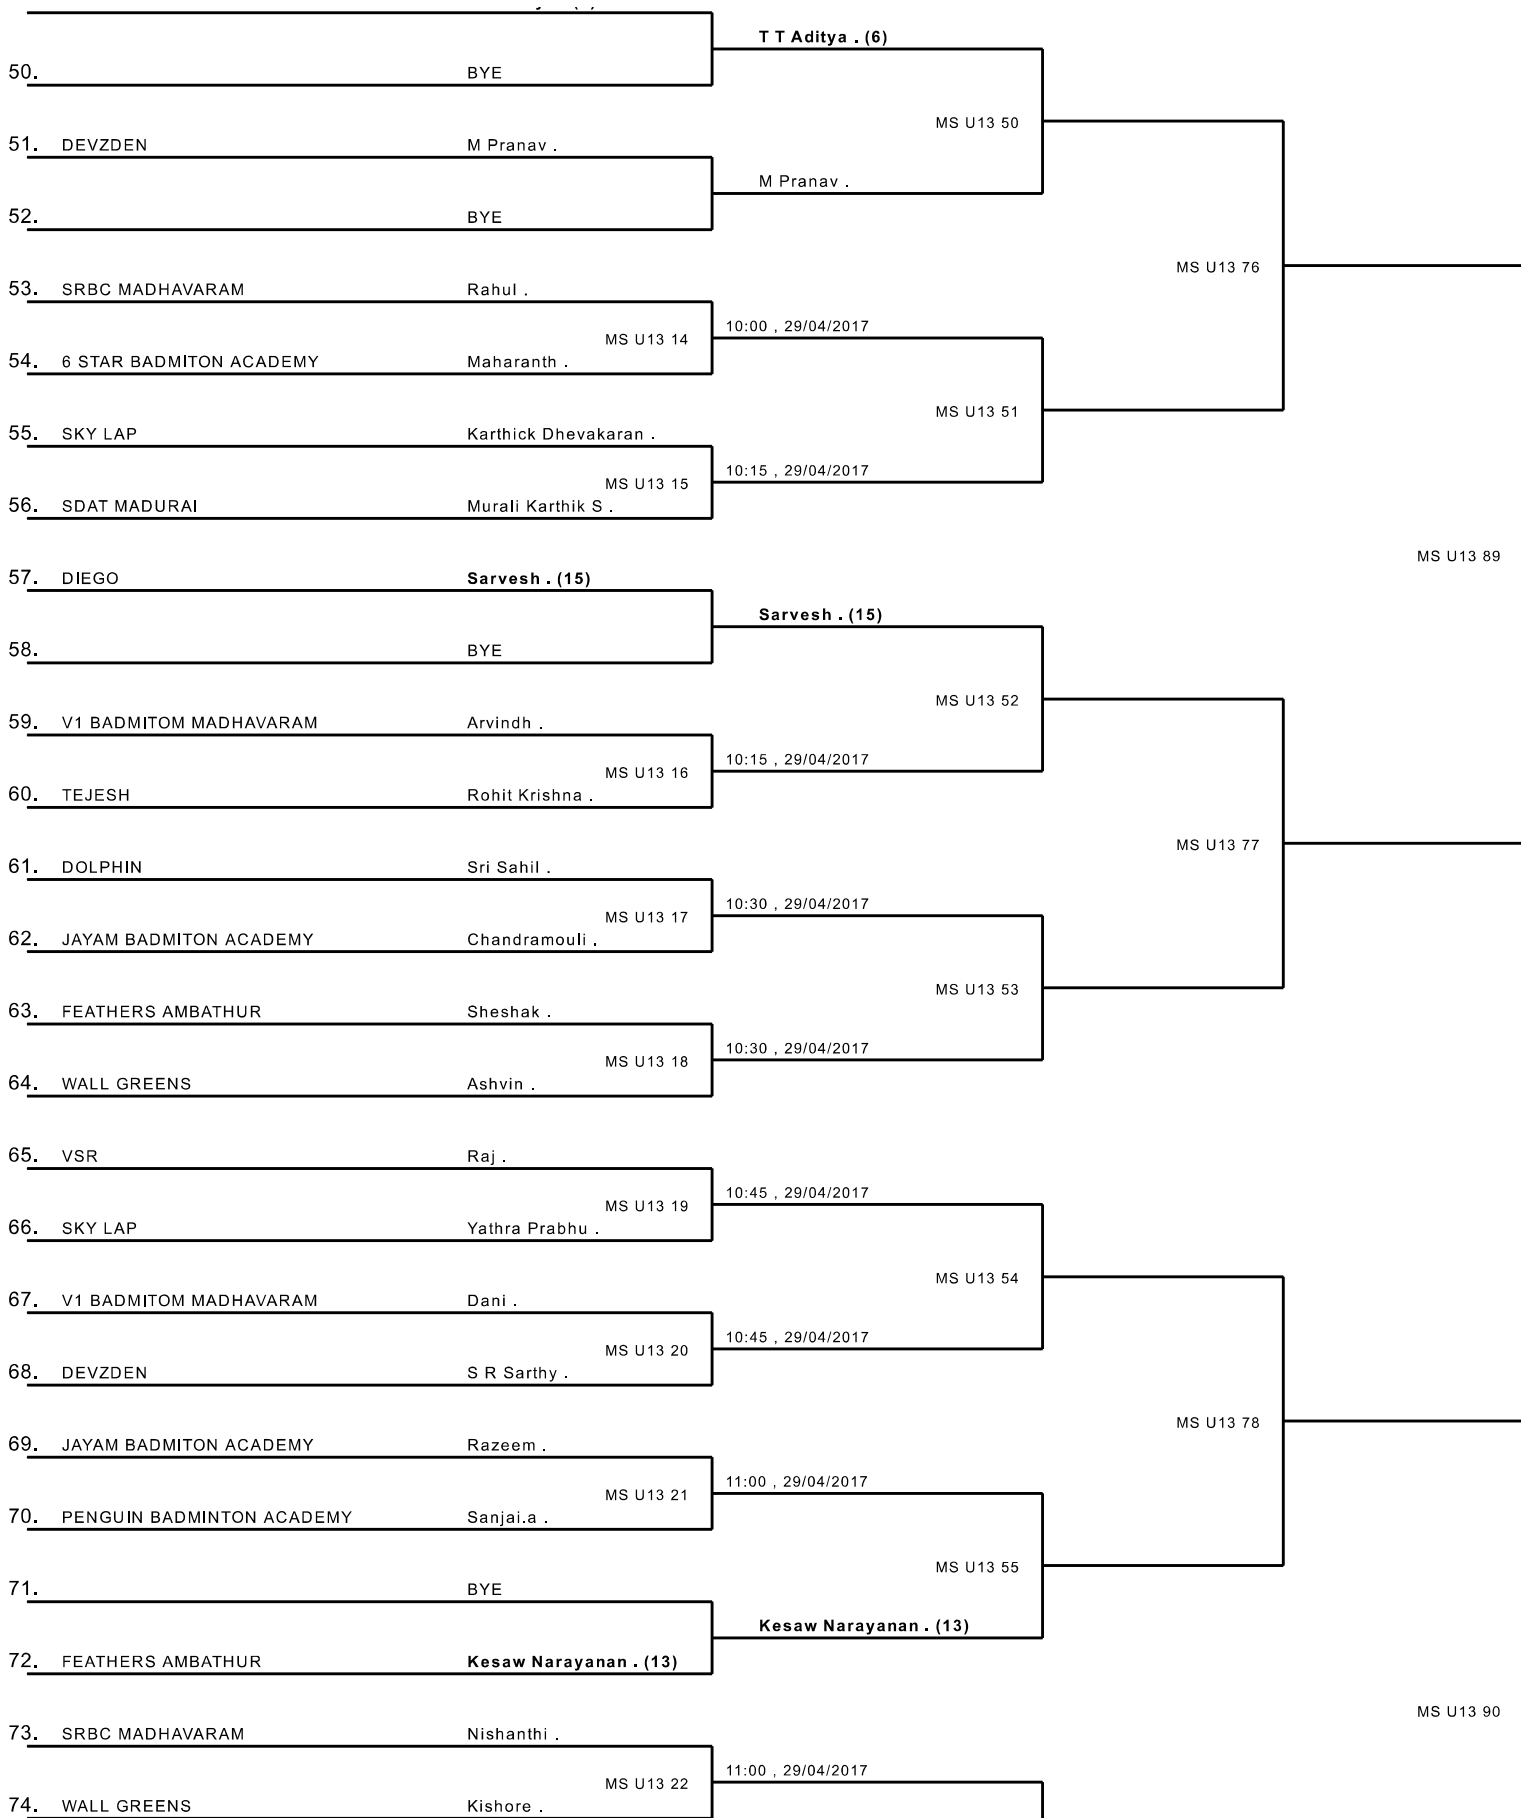 T T Aditya . (6)
50. BYE
MS U13 50
51. DEVZDEN M Pranav .
M Pranav .
52. BYE
MS U13 76
53. SRBC MADHAVARAM Rahul .
MS U13 14 10:00 , 29/04/2017
54. 6 STAR BADMITON ACADEMY Maharanth .
MS U13 51
55. SKY LAP Karthick Dhevakaran .
MS U13 15 10:15 , 29/04/2017
56. SDAT MADURAI Murali Karthik S .
MS U13 89
57. DIEGO Sarvesh . (15)
Sarvesh . (15)
58. BYE
MS U13 52
59. V1 BADMITOM MADHAVARAM Arvindh .
MS U13 16 10:15 , 29/04/2017
60. TEJESH Rohit Krishna .
MS U13 77
61. DOLPHIN Sri Sahil .
MS U13 17 10:30 , 29/04/2017
62. JAYAM BADMITON ACADEMY Chandramouli .
MS U13 53
63. FEATHERS AMBATHUR Sheshak .
MS U13 18 10:30 , 29/04/2017
64. WALL GREENS Ashvin .
65. VSR Raj .
MS U13 19 10:45 , 29/04/2017
66. SKY LAP Yathra Prabhu .
MS U13 54
67. V1 BADMITOM MADHAVARAM Dani .
MS U13 20 10:45 , 29/04/2017
68. DEVZDEN S R Sarthy .
MS U13 78
69. JAYAM BADMITON ACADEMY Razeem .
MS U13 21 11:00 , 29/04/2017
70. PENGUIN BADMINTON ACADEMY Sanjai.a .
MS U13 55
71. BYE
Kesaw Narayanan . (13)
72. FEATHERS AMBATHUR Kesaw Narayanan . (13)
MS U13 90
73. SRBC MADHAVARAM Nishanthi .
MS U13 22 11:00 , 29/04/2017
74. WALL GREENS Kishore .